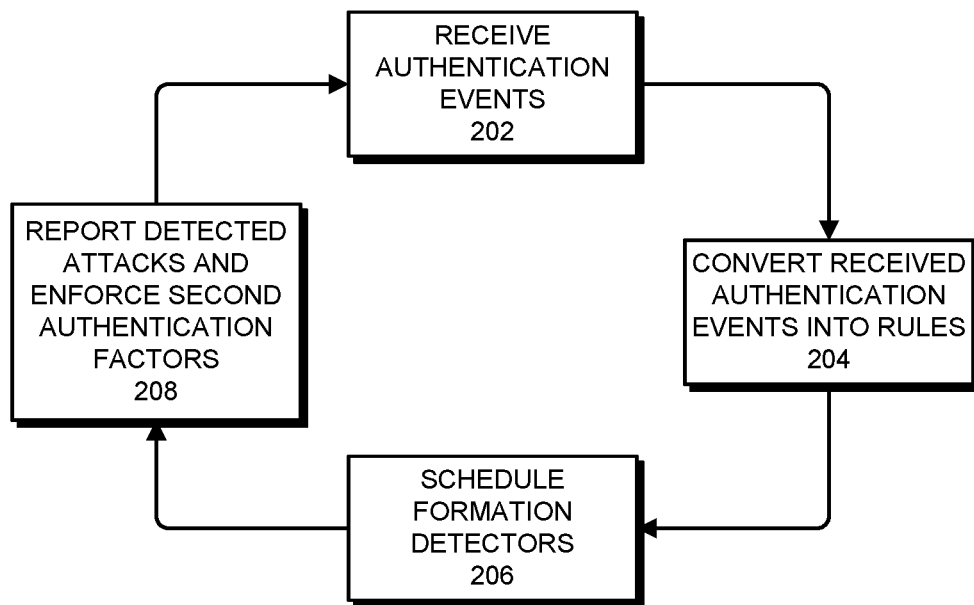 RECEIVE
AUTHENTICATION
EVENTS
202
CONVERT RECEIVED
AUTHENTICATION
EVENTS INTO RULES
204
SCHEDULE
FORMATION
DETECTORS
206
REPORT DETECTED
ATTACKS AND
ENFORCE SECOND
AUTHENTICATION
FACTORS
208